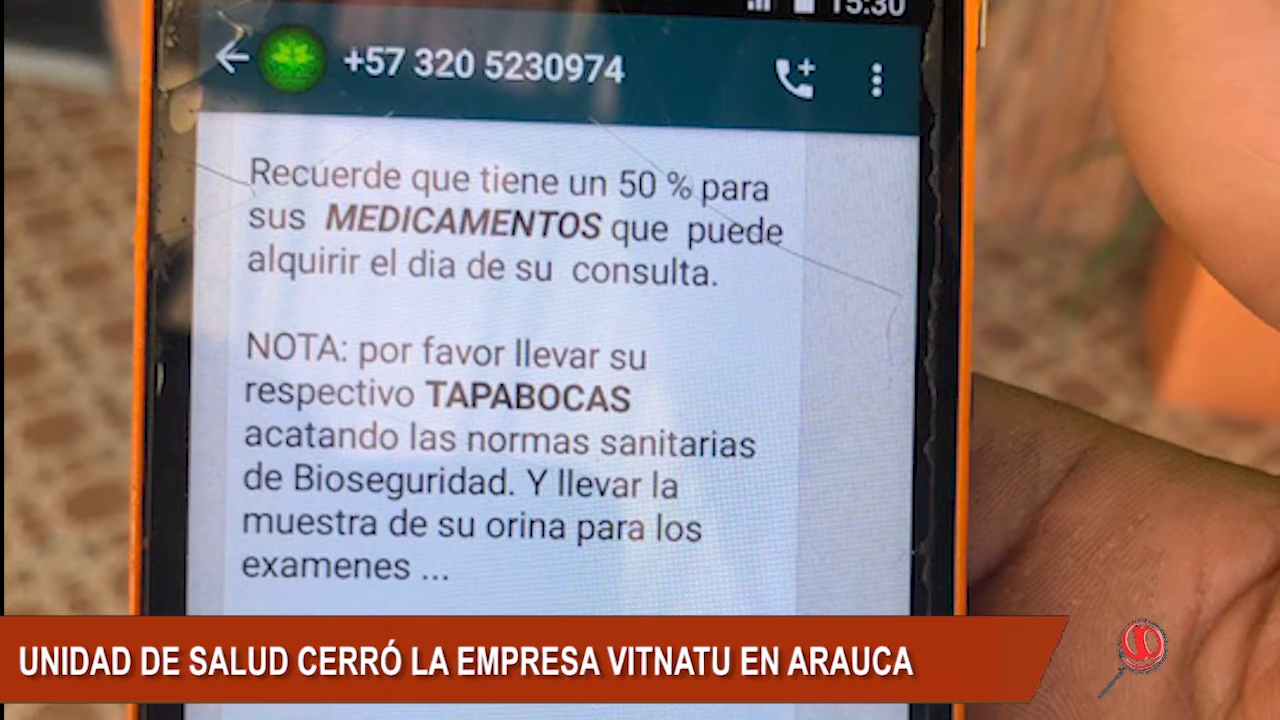 15:30
+57 320 5230974
Recuerde que tiene un 50 % para
sus MEDICAMENTOS que puede
alquirir el dia de su consulta.
NOTA: por favor llevar su
respectivo TAPABOCAS
acatando las normas sanitarias
de Bioseguridad. Y llevar la
muestra de su orina para los
examenes ...
UNIDAD DE SALUD CERRÓ LA EMPRESA VITNATU EN ARAUCA